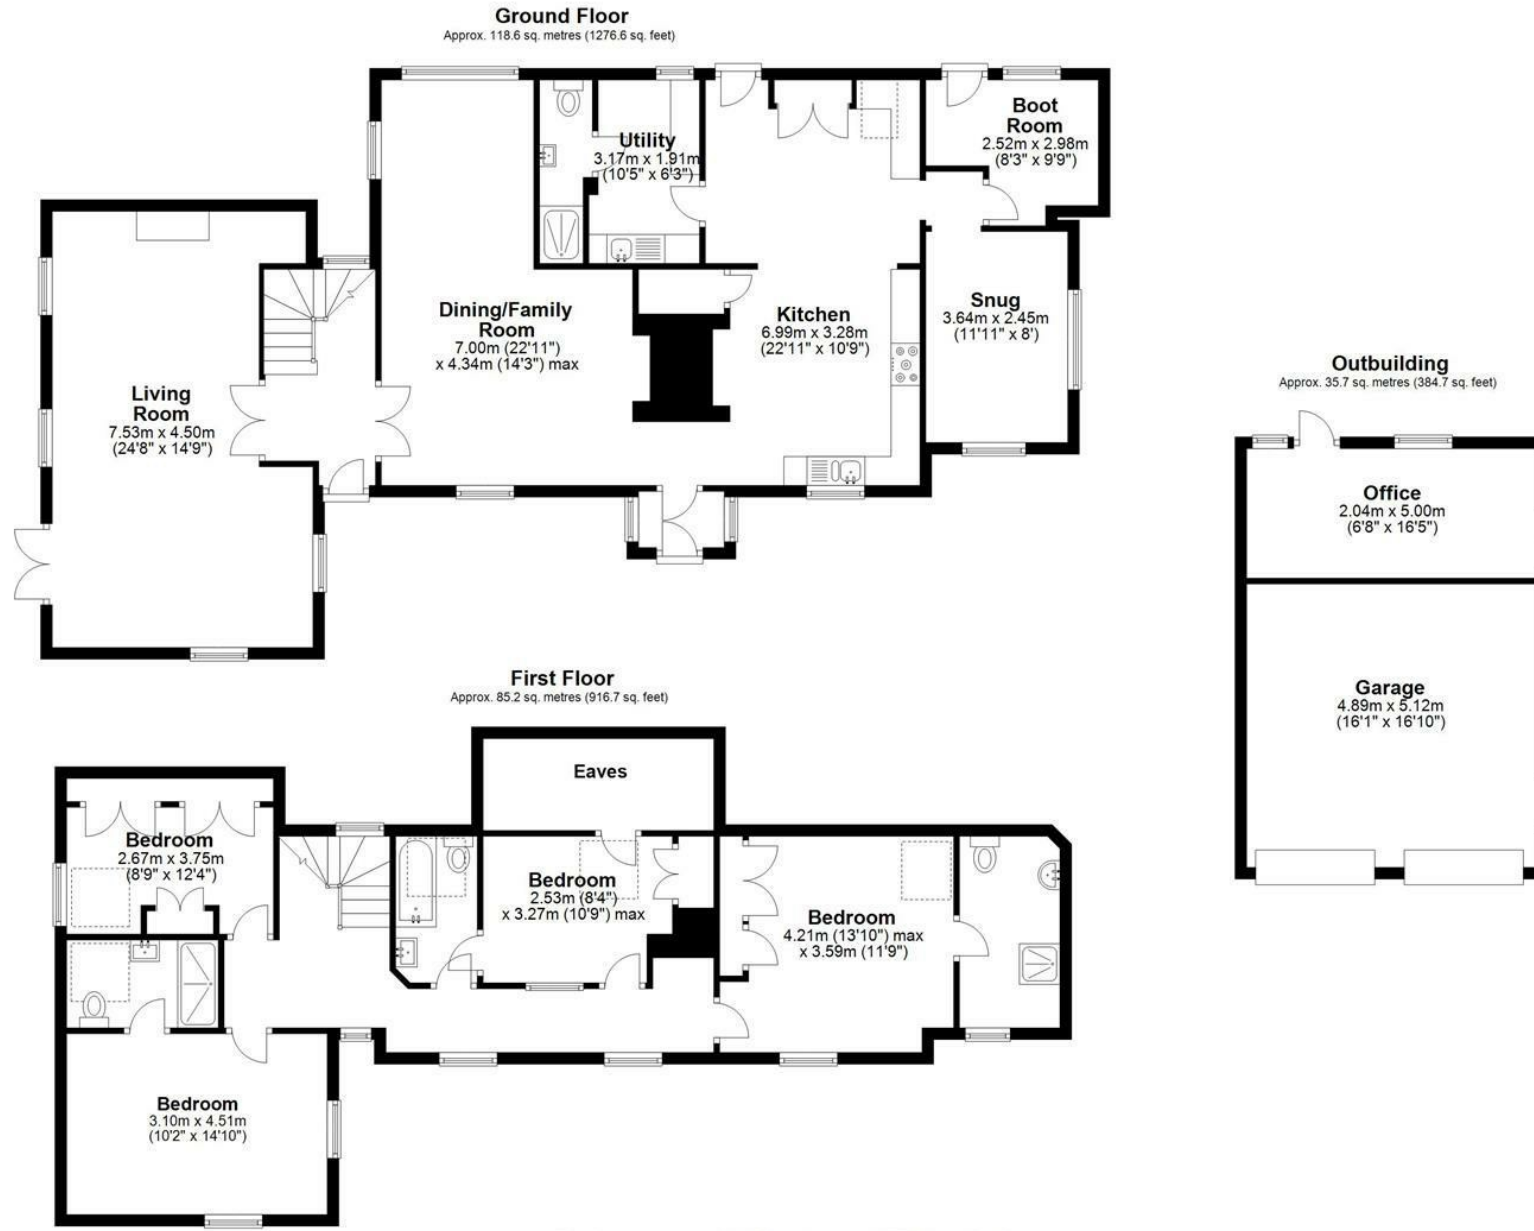 Ground Floor
Approx. 118.6 sq. metres (1276.6 sq. feet)
Boot
Room
2.52m x 2.98m
(8'3" x 9'9")
Utility
3.17m x 1.91m
(10'5" x 6'3")
Dining/Family
Room
7.00m (22'11")
x 4.34m (14'3") max
Kitchen
6.99m x 3.28m
(22'11" x 10'9")
Snug
3.64m x 2.45m
(11'11" x 8')
Living
Room
7.53m x 4.50m
(24'8" x 14'9")
Outbuilding
Approx. 35.7 sq. metres (384.7 sq. feet)
Office
2.04m x 5.00m
(6'8" x 16'5")
Garage
4.89m x 5.12m
(16'1" x 16'10")
First Floor
Approx. 85.2 sq. metres (916.7 sq. feet)
Eaves
Bedroom
2.67m x 3.75m
(8'9" x 12'4")
Bedroom
2.53m (8'4")
x 3.27m (10'9") max
Bedroom
4.21m (13'10") max
x 3.59m (11'9")
Bedroom
3.10m x 4.51m
(10'2" x 14'10")